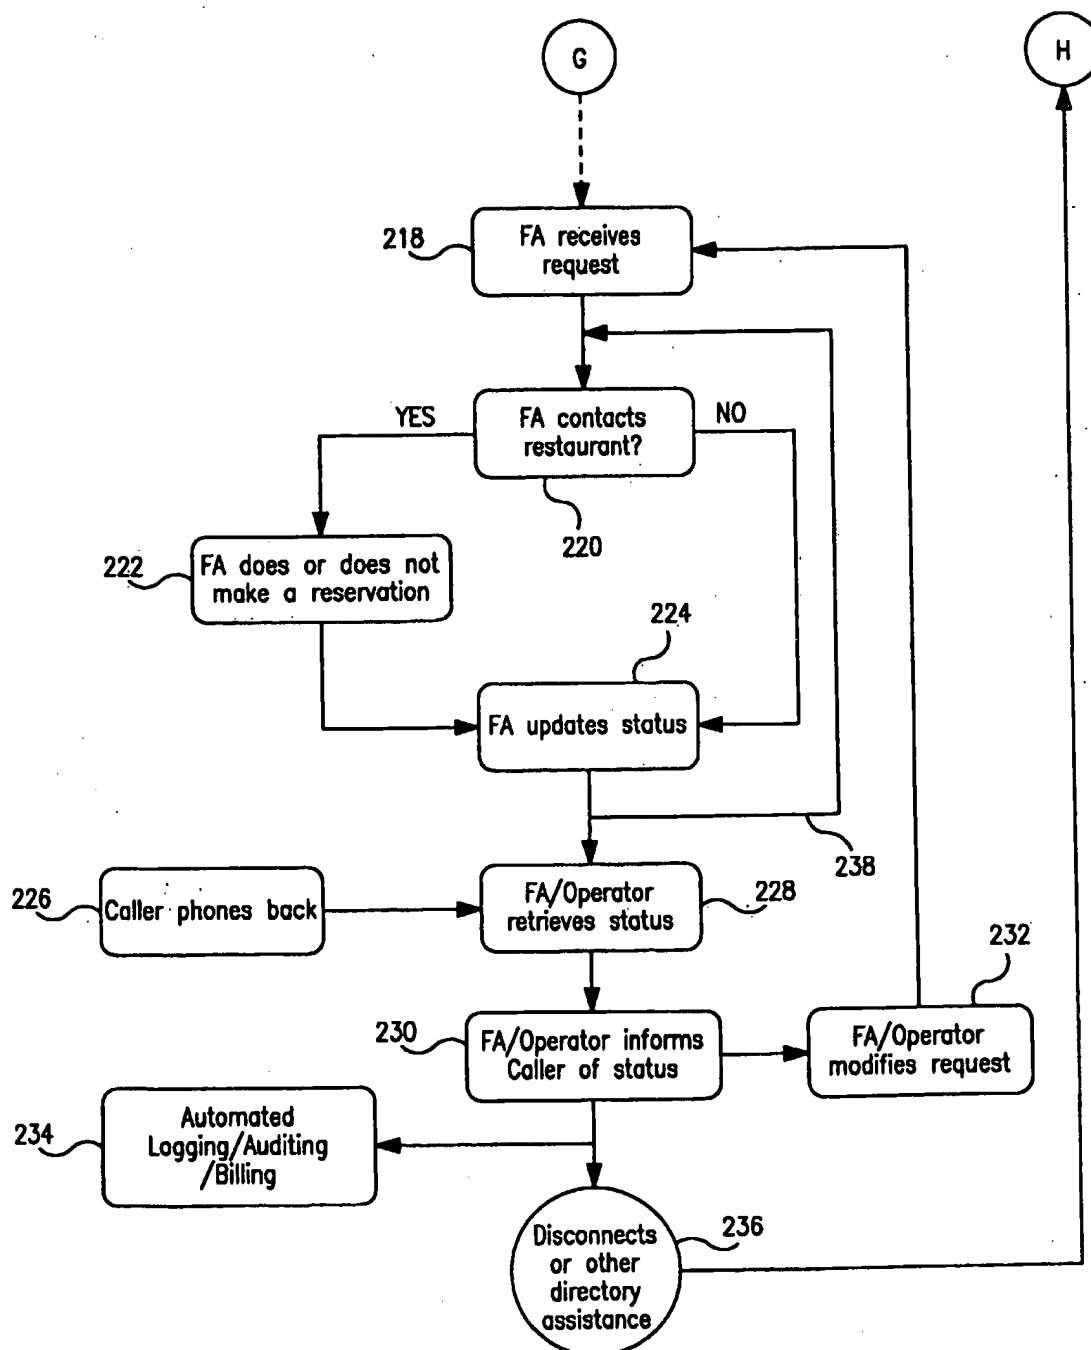 G
H
218
FA receives
request
YES
FA contacts
restaurant?
NO
220
222
FA does or does not
make a reservation
224
FA updates status
238
226
Caller phones back
FA/Operator
retrieves status
228
232
230
FA/Operator informs
Caller of status
FA/Operator
modifies request
234
Automated
Logging/Auditing
/Billing
236
Disconnects
or other
directory
assistance